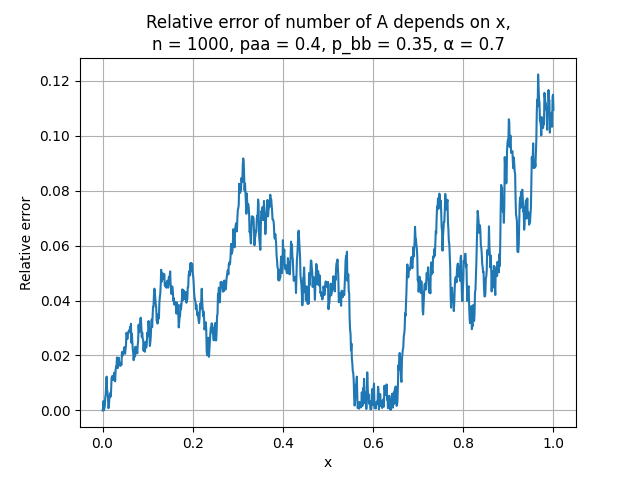 Relative error of number of A depends on x,
n = 1000, paa = 0.4, p_bb = 0.35, α = 0.7
0.12
0.10
0.08
0.06
0.04
0.02
0.00
Relative error
0.0 0.2 0.4 0.6 0.8 1.0
x